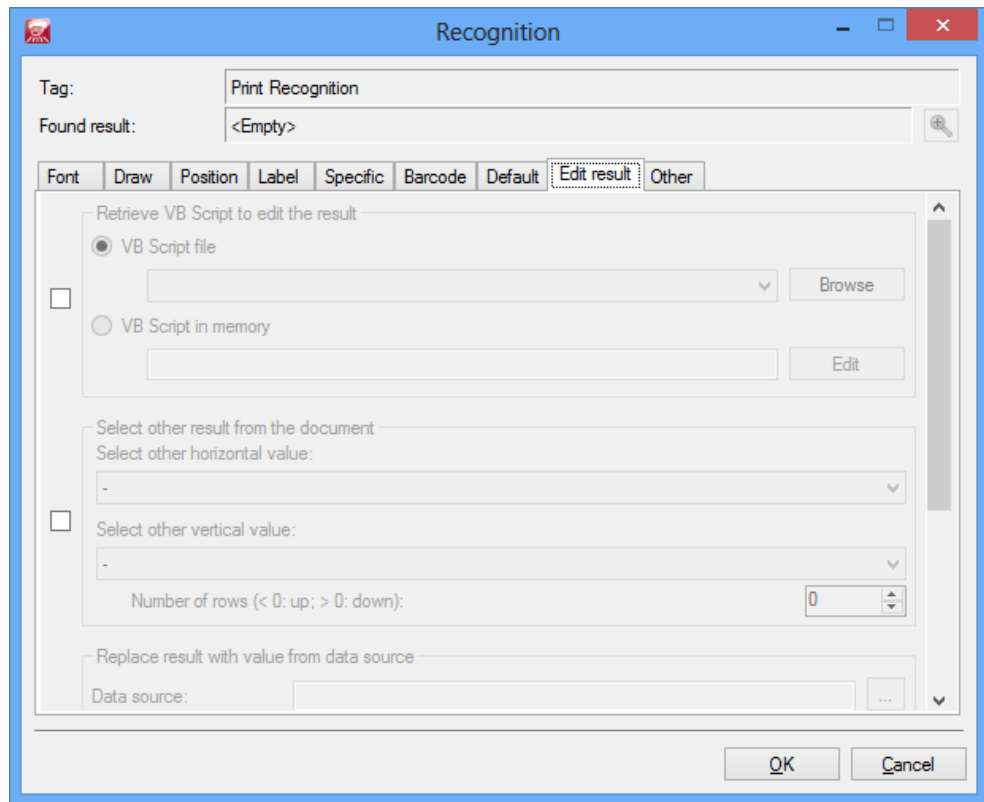 Recognition
Tag: Print Recognition
Found result: <Empty>
Font Draw Position Label Specific Barcode Default Edit result Other
Retrieve VB Script to edit the result
VB Script file
Browse
VB Script in memory
Edit
Select other result from the document
Select other horizontal value:
-
Select other vertical value:
-
Number of rows (< 0: up; > 0: down): 0
Replace result with value from data source
Data source: ...
OK Cancel